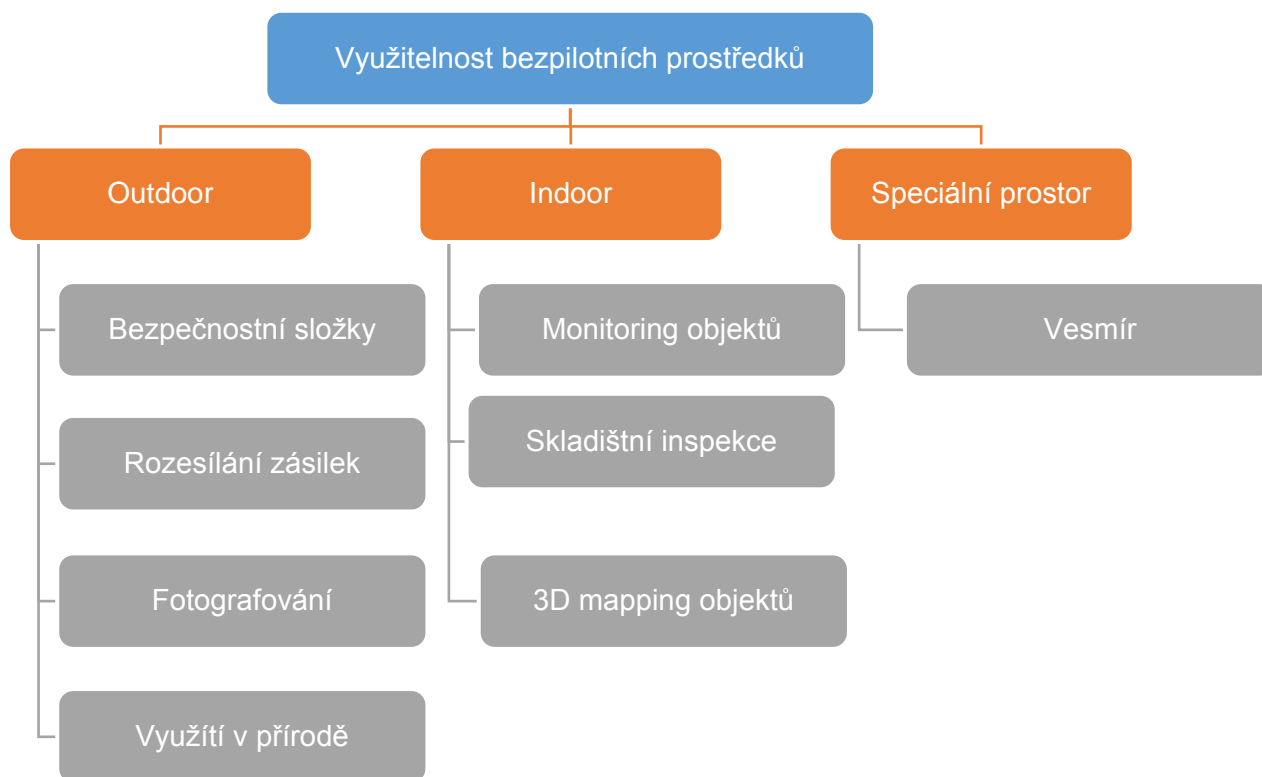 Využitelnost bezpilotních prostředků
Outdoor
Bezpečnostní složky
Rozesílání zásilek
Fotografování
Využítí v přírodě
Indoor
Monitoring objektů
Skladištní inspekce
3D mapping objektů
Speciální prostor
Vesmír